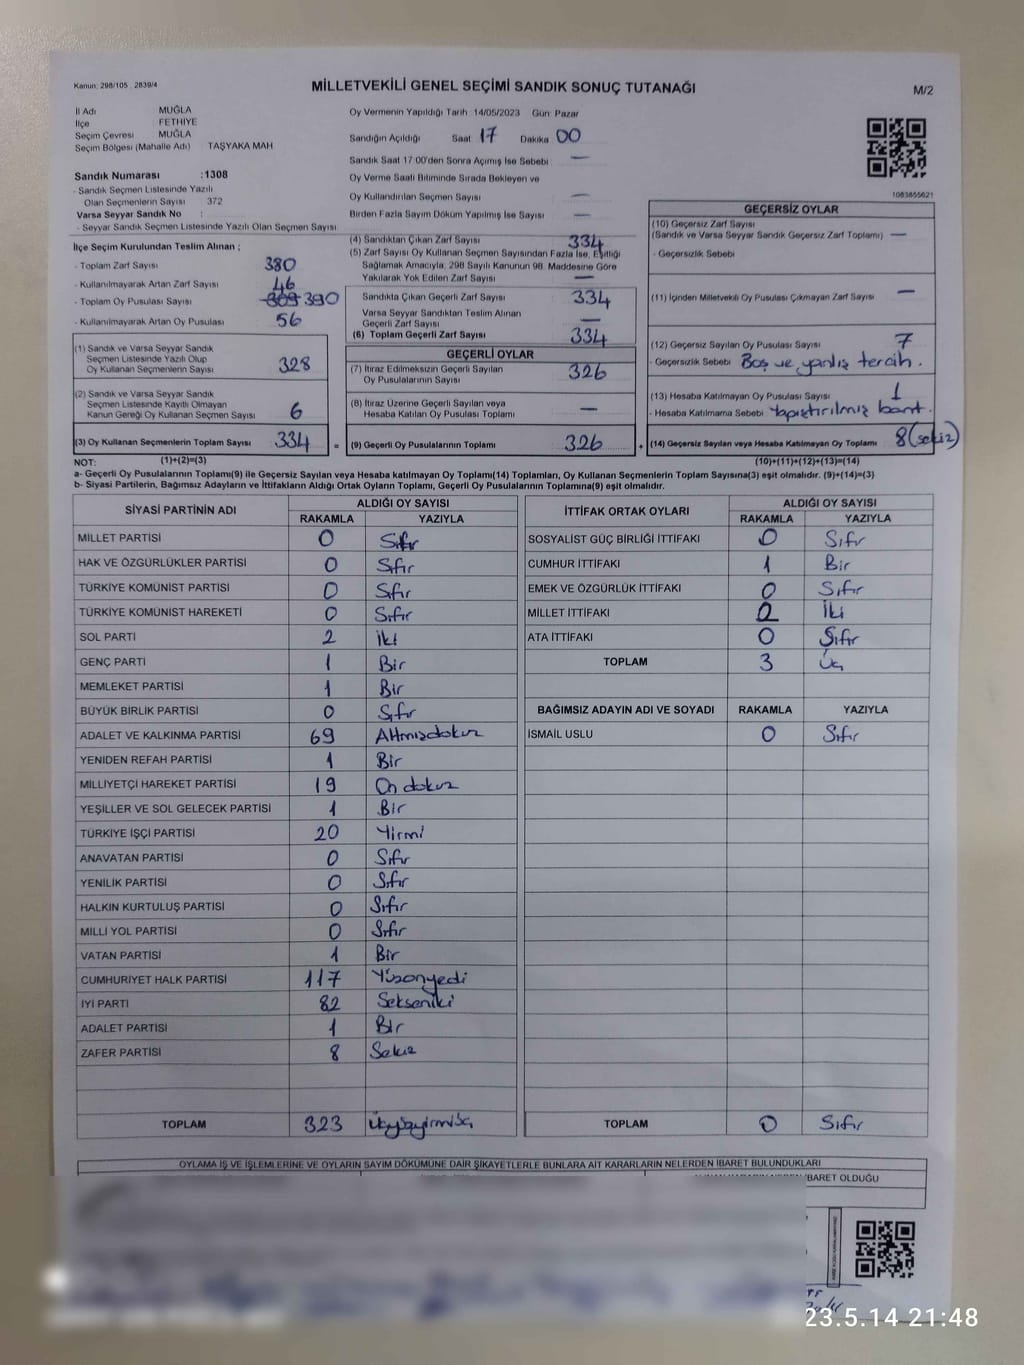 Kanun: 298/105 2839/4
MİLLETVEKİLİ GENEL SEÇİMİ SANDIK SONUÇ TUTANAĞI
M/2
İl Adı MUĞLA
İlçe FETHİYE
Seçim Çevresi MUĞLA
Seçim Bölgesi (Mahalle Adı) TAŞYAKA MAH
Sandık Numarası :1308
- Sandık Seçmen Listesinde Yazılı
Olan Seçmenlerin Sayısı 372
Varsa Seyyar Sandık No :
- Seyyar Sandık Seçmen Listesinde Yazılı Olan Seçmen Sayısı
Oy Vermenin Yapıldığı Tarih :14/05/2023 Gün Pazar
Sandığın Açıldığı Saat 17 Dakika 00
Sandık Saat 17:00'den Sonra Açımış İse Sebebi : —
Oy Verme Saati Bitiminde Sırada Bekleyen ve
Oy Kullandırılan Seçmen Sayısı —
Birden Fazla Sayım Döküm Yapılmış İse Sayısı —
1083855621
İlçe Seçim Kurulundan Teslim Alınan ;
- Toplam Zarf Sayısı 380
- Kullanılmayarak Artan Zarf Sayısı 46
- Toplam Oy Pusulası Sayısı 390
- Kullanılmayarak Artan Oy Pusulası 56
(1) Sandık ve Varsa Seyyar Sandık
Seçmen Listesinde Yazılı Olup
Oy Kullanan Seçmenlerin Sayısı 328
(2) Sandık ve Varsa Seyyar Sandık
Seçmen Listesinde Kayıtlı Olmayan
Kanun Gereği Oy Kullanan Seçmen Sayısı 6
(3) Oy Kullanan Seçmenlerin Toplam Sayısı 334 =
(4) Sandıktan Çıkan Zarf Sayısı 334
(5) Zarf Sayısı Oy Kullanan Seçmen Sayısından Fazla İse, Eşitliği
Sağlamak Amacıyla, 298 Sayılı Kanunun 98. Maddesine Göre
Yakılarak Yok Edilen Zarf Sayısı —
Sandıkta Çıkan Geçerli Zarf Sayısı 334
Varsa Seyyar Sandıktan Teslim Alınan
Geçerli Zarf Sayısı —
(6) Toplam Geçerli Zarf Sayısı 334
GEÇERLİ OYLAR
(7) İtiraz Edilmeksizin Geçerli Sayılan
Oy Pusulalarının Sayısı 326
(8) İtiraz Üzerine Geçerli Sayılan veya
Hesaba Katılan Oy Pusulası Toplamı —
(9) Geçerli Oy Pusulalarının Toplamı 326 +
GEÇERSİZ OYLAR
(10) Geçersiz Zarf Sayısı
(Sandık ve Varsa Seyyar Sandık Geçersiz Zarf Toplamı) —
- Geçersizlik Sebebi
(11) İçinden Milletvekili Oy Pusulası Çıkmayan Zarf Sayısı —
(12) Geçersiz Sayılan Oy Pusulası Sayısı 7
- Geçersizlik Sebebi Boş ve yanlış tercih.
(13) Hesaba Katılmayan Oy Pusulası Sayısı 1
- Hesaba Katılmama Sebebi Yapıştırılmış bant.
(14) Geçersiz Sayılan veya Hesaba Katılmayan Oy Toplamı 8 (sekiz)
NOT: (1)+(2)=(3) (10)+(11)+(12)+(13)=(14)
a- Geçerli Oy Pusulalarının Toplamı(9) ile Geçersiz Sayılan veya Hesaba katılmayan Oy Toplamı(14) Toplamları, Oy Kullanan Seçmenlerin Toplam Sayısına(3) eşit olmalıdır. (9)+(14)=(3)
b- Siyasi Partilerin, Bağımsız Adayların ve İttifakların Aldığı Ortak Oyların Toplamı, Geçerli Oy Pusulalarının Toplamına(9) eşit olmalıdır.
SİYASİ PARTİNİN ADI ALDIĞI OY SAYISI
RAKAMLA YAZIYLA
MİLLET PARTİSİ 0 Sıfır
HAK VE ÖZGÜRLÜKLER PARTİSİ 0 Sıfır
TÜRKİYE KOMÜNİST PARTİSİ 0 Sıfır
TÜRKİYE KOMÜNİST HAREKETİ 0 Sıfır
SOL PARTİ 2 İki
GENÇ PARTİ 1 Bir
MEMLEKET PARTİSİ 1 Bir
BÜYÜK BİRLİK PARTİSİ 0 Sıfır
ADALET VE KALKINMA PARTİSİ 69 Altmışdokuz
YENİDEN REFAH PARTİSİ 1 Bir
MİLLİYETÇİ HAREKET PARTİSİ 19 On dokuz
YEŞİLLER VE SOL GELECEK PARTİSİ 1 Bir
TÜRKİYE İŞÇİ PARTİSİ 20 Yirmi
ANAVATAN PARTİSİ 0 Sıfır
YENİLİK PARTİSİ 0 Sıfır
HALKIN KURTULUŞ PARTİSİ 0 Sıfır
MİLLİ YOL PARTİSİ 0 Sıfır
VATAN PARTİSİ 1 Bir
CUMHURİYET HALK PARTİSİ 117 Yüzonyedi
İYİ PARTİ 82 Sekseniki
ADALET PARTİSİ 1 Bir
ZAFER PARTİSİ 8 Sekiz
TOPLAM 323 Üçyüzyirmiüç
İTTİFAK ORTAK OYLARI ALDIĞI OY SAYISI
RAKAMLA YAZIYLA
SOSYALİST GÜÇ BİRLİĞİ İTTİFAKI 0 Sıfır
CUMHUR İTTİFAKI 1 Bir
EMEK VE ÖZGÜRLÜK İTTİFAKI 0 Sıfır
MİLLET İTTİFAKI 2 İki
ATA İTTİFAKI 0 Sıfır
TOPLAM 3 Üç
BAĞIMSIZ ADAYIN ADI VE SOYADI RAKAMLA YAZIYLA
İSMAİL USLU 0 Sıfır
TOPLAM 0 Sıfır
OYLAMA İŞ VE İŞLEMLERİNE VE OYLARIN SAYIM DÖKÜMÜNE DAİR ŞİKAYETLERLE BUNLARA AİT KARARLARIN NELERDEN İBARET BULUNDUKLARI
İBARET OLDUĞU
23.5.14 21:48